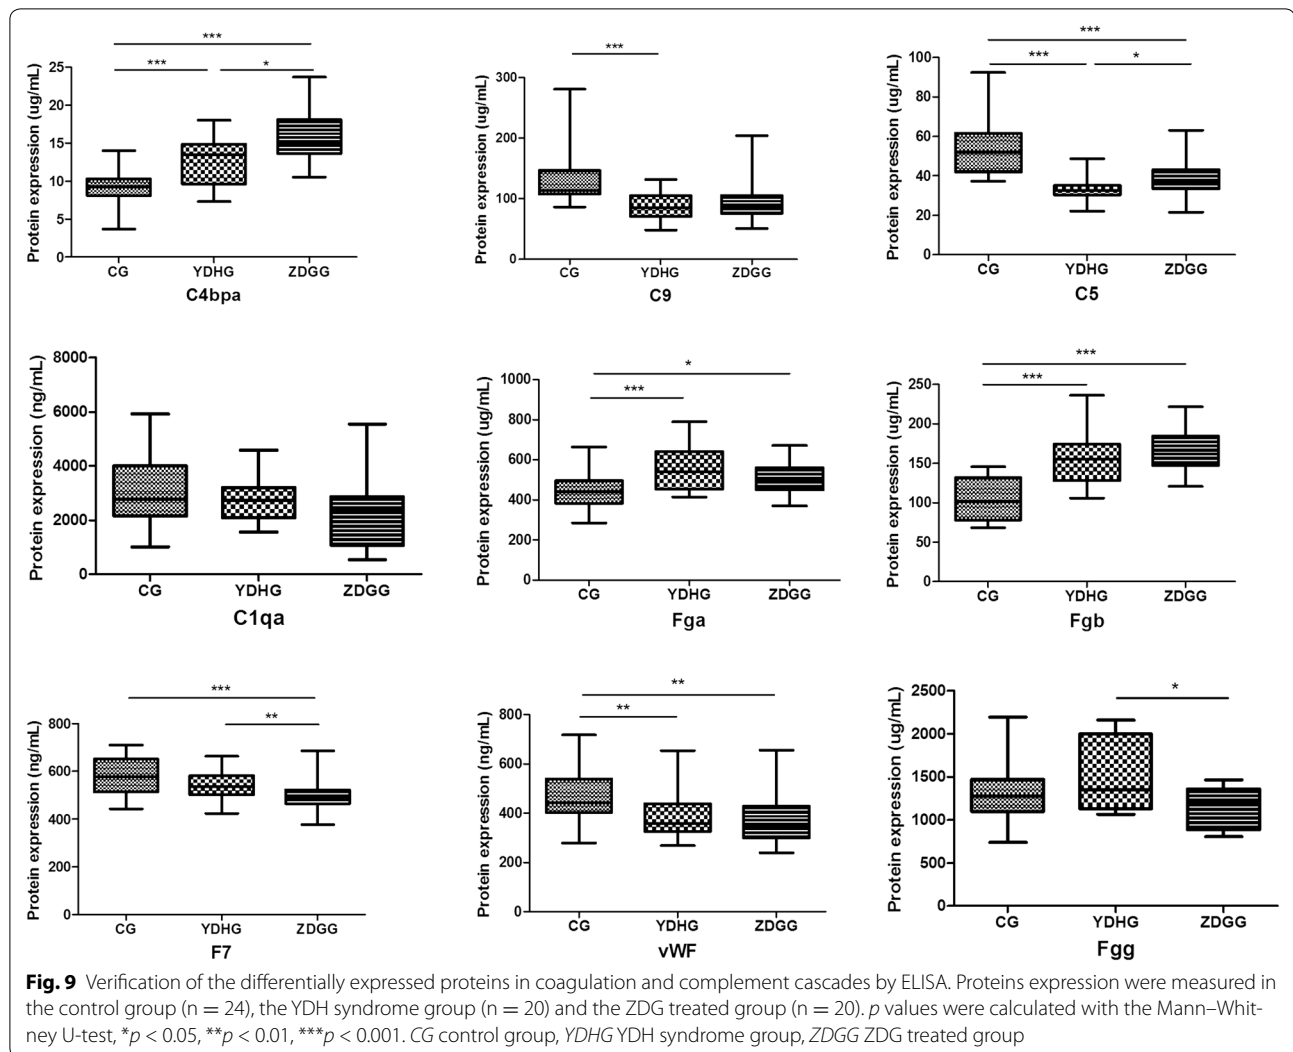 ***
***
*
Protein expression (ug/mL)
25
20
15
10
5
0
CG
YDHG
ZDGG
C4bpa
***
Protein expression (ug/mL)
300
200
100
0
CG
YDHG
ZDGG
C9
***
***
*
Protein expression (ug/mL)
100
80
60
40
20
0
CG
YDHG
ZDGG
C5
Protein expression (ng/mL)
8000
6000
4000
2000
0
CG
YDHG
ZDGG
C1qa
*
***
Protein expression (ug/mL)
1000
800
600
400
200
0
CG
YDHG
ZDGG
Fga
***
***
Protein expression (ug/mL)
250
200
150
100
50
0
CG
YDHG
ZDGG
Fgb
***
**
Protein expression (ng/mL)
800
600
400
200
0
CG
YDHG
ZDGG
F7
**
**
Protein expression (ng/mL)
800
600
400
200
0
CG
YDHG
ZDGG
vWF
*
Protein expression (ug/mL)
2500
2000
1500
1000
500
0
CG
YDHG
ZDGG
Fgg
Fig. 9 Verification of the differentially expressed proteins in coagulation and complement cascades by ELISA. Proteins expression were measured in
the control group (n = 24), the YDH syndrome group (n = 20) and the ZDG treated group (n = 20). p values were calculated with the Mann–Whit-
ney U-test, *p < 0.05, **p < 0.01, ***p < 0.001. CG control group, YDHG YDH syndrome group, ZDGG ZDG treated group